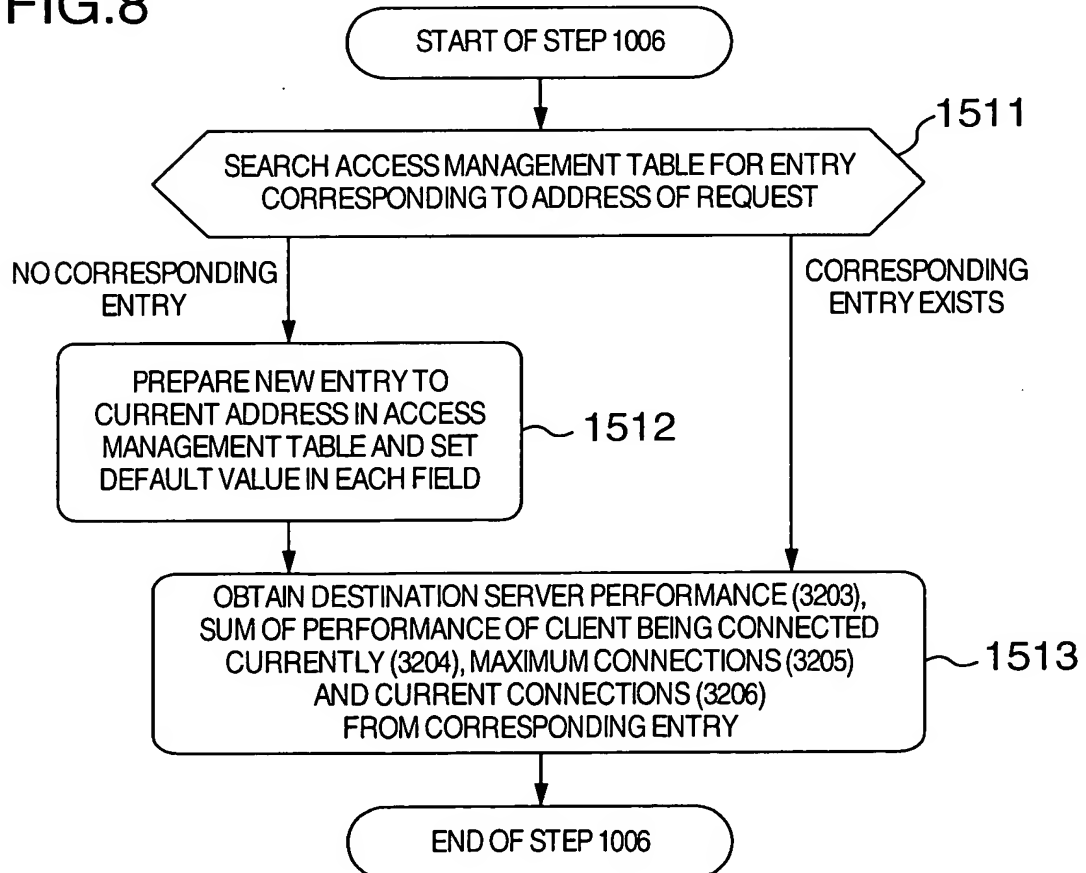 FIG.8
START OF STEP 1006
1511
SEARCH ACCESS MANAGEMENT TABLE FOR ENTRY
CORRESPONDING TO ADDRESS OF REQUEST
NO CORRESPONDING
ENTRY
CORRESPONDING
ENTRY EXISTS
PREPARE NEW ENTRY TO
CURRENT ADDRESS IN ACCESS
MANAGEMENT TABLE AND SET
DEFAULT VALUE IN EACH FIELD
1512
OBTAIN DESTINATION SERVER PERFORMANCE (3203),
SUM OF PERFORMANCE OF CLIENT BEING CONNECTED
CURRENTLY (3204), MAXIMUM CONNECTIONS (3205)
AND CURRENT CONNECTIONS (3206)
FROM CORRESPONDING ENTRY
1513
END OF STEP 1006